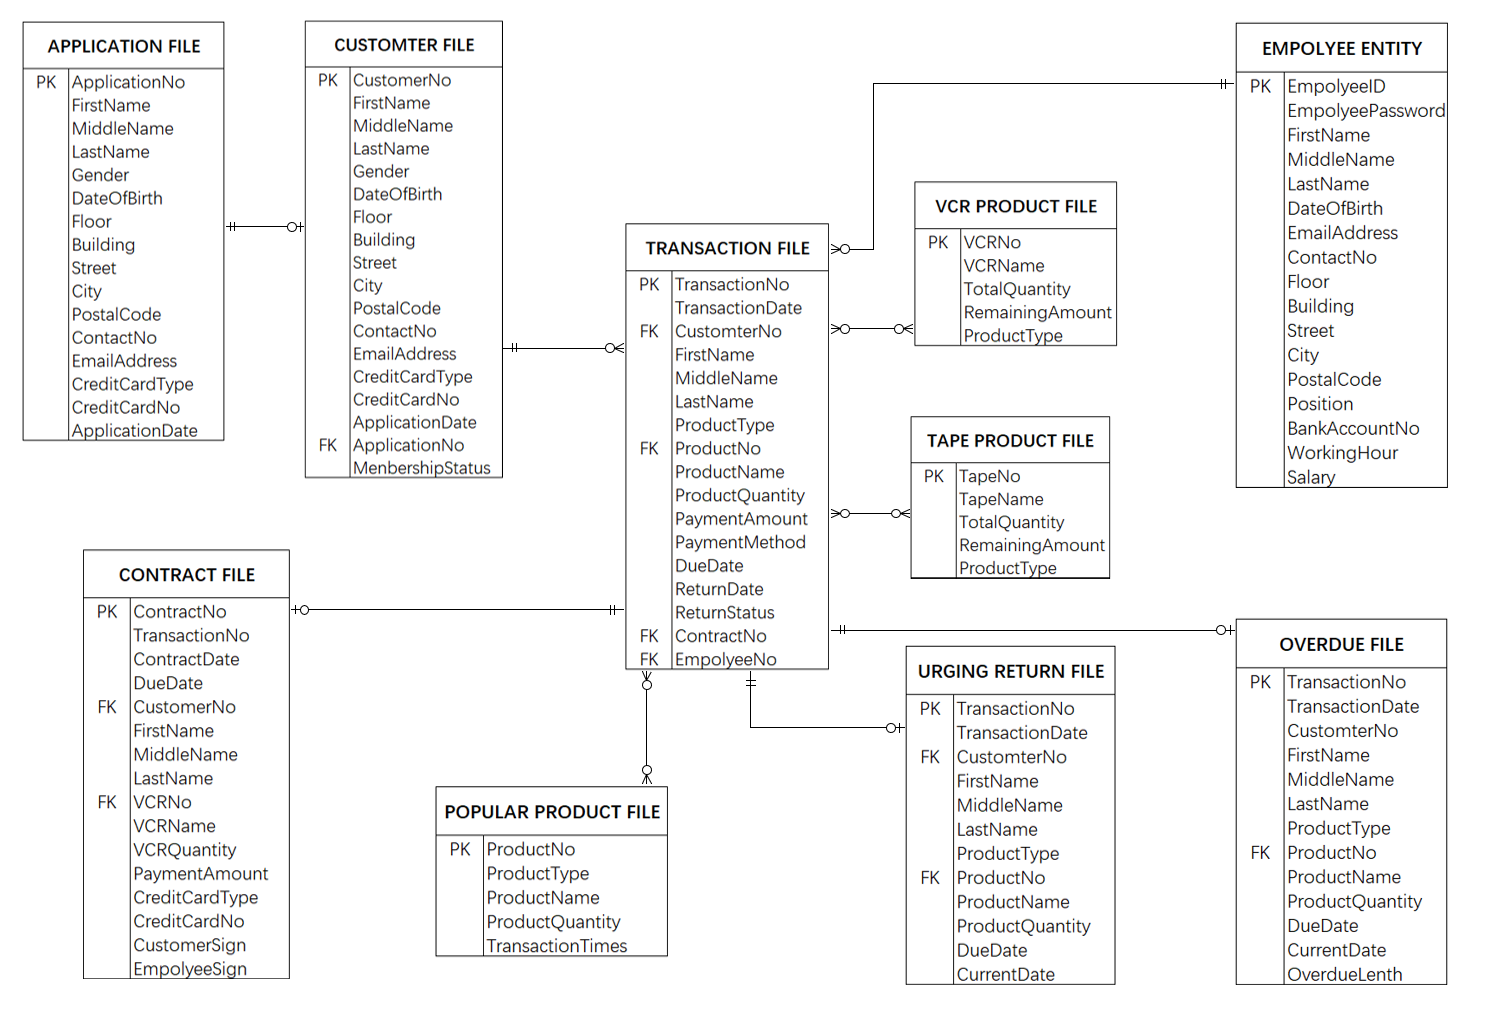 APPLICATION FILE
PK ApplicationNo
FirstName
MiddleName
LastName
Gender
DateOfBirth
Floor
Building
Street
City
PostalCode
ContactNo
EmailAddress
CreditCardType
CreditCardNo
ApplicationDate
CUSTOMTER FILE
PK CustomerNo
FirstName
MiddleName
LastName
Gender
DateOfBirth
Floor
Building
Street
City
PostalCode
ContactNo
EmailAddress
CreditCardType
CreditCardNo
ApplicationDate
FK ApplicationNo
MenbershipStatus
TRANSACTION FILE
PK TransactionNo
TransactionDate
FK CustomterNo
FirstName
MiddleName
LastName
ProductType
FK ProductNo
ProductName
ProductQuantity
PaymentAmount
PaymentMethod
DueDate
ReturnDate
ReturnStatus
FK ContractNo
FK EmpolyeeNo
VCR PRODUCT FILE
PK VCRNo
VCRName
TotalQuantity
RemainingAmount
ProductType
EMPOLYEE ENTITY
PK EmpolyeeID
EmpolyeePassword
FirstName
MiddleName
LastName
DateOfBirth
EmailAddress
ContactNo
Floor
Building
Street
City
PostalCode
Position
BankAccountNo
WorkingHour
Salary
TAPE PRODUCT FILE
PK TapeNo
TapeName
TotalQuantity
RemainingAmount
ProductType
CONTRACT FILE
PK ContractNo
TransactionNo
ContractDate
DueDate
FK CustomerNo
FirstName
MiddleName
LastName
FK VCRNo
VCRName
VCRQuantity
PaymentAmount
CreditCardType
CreditCardNo
CustomerSign
EmpolyeeSign
POPULAR PRODUCT FILE
PK ProductNo
ProductType
ProductName
ProductQuantity
TransactionTimes
URGING RETURN FILE
PK TransactionNo
TransactionDate
FK CustomterNo
FirstName
MiddleName
LastName
ProductType
FK ProductNo
ProductName
ProductQuantity
DueDate
CurrentDate
OVERDUE FILE
PK TransactionNo
TransactionDate
CustomterNo
FirstName
MiddleName
LastName
ProductType
FK ProductNo
ProductName
ProductQuantity
DueDate
CurrentDate
OverdueLenth